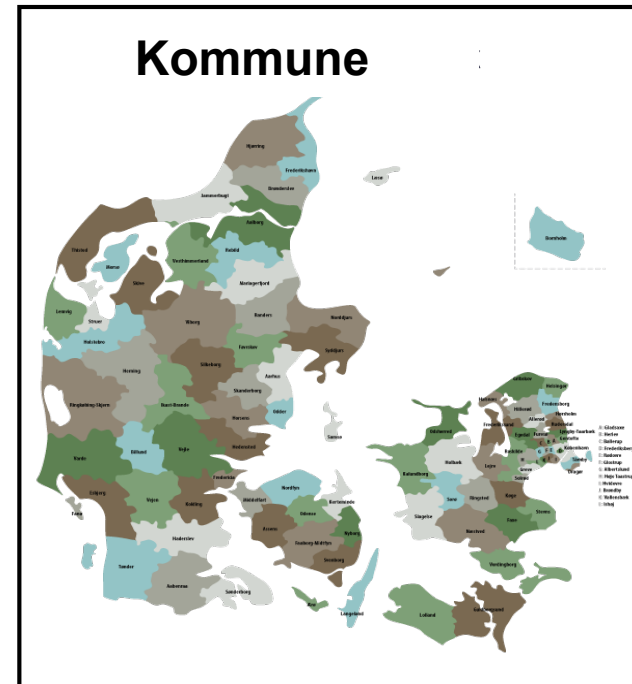 Kommune
Hjørring
Frederikshavn
Læsø
Brønderslev
Jammerbugt
Aalborg
Thisted
Morsø
Rebild
Vesthimmerland
Bornholm
Skive
Mariagerfjord
Lemvig
Struer
Viborg
Randers
Norddjurs
Holstebro
Favrskov
Syddjurs
Silkeborg
Herning
Aarhus
Skanderborg
Ringkøbing-Skjern
Ikast-Brande
Odder
Horsens
Samsø
Hedensted
Billund
Vejle
Varde
Fredericia
Esbjerg
Vejen
Kolding
Fanø
Haderslev
Tønder
Aabenraa
Sønderborg
Middelfart
Nordfyns
Kerteminde
Odense
Assens
Nyborg
Faaborg-Midtfyn
Svendborg
Ærø
Langeland
Helsingør
Fredensborg
Hillerød
Hørsholm
Allerød
Frederikssund
Rudersdal
Lyngby-Taarbæk
Furesø
Gentofte
Egedal
Odsherred
Roskilde
København
Tårnby
Dragør
Greve
Solrød
Holbæk
Lejre
Kalundborg
Sorø
Ringsted
Køge
Slagelse
Næstved
Faxe
Stevns
Vordingborg
Lolland
Guldborgsund
Gladsaxe
Herlev
Ballerup
Frederiksberg
Rødovre
Glostrup
Albertslund
Høje Taastrup
Hvidovre
Brøndby
Vallensbæk
Ishøj